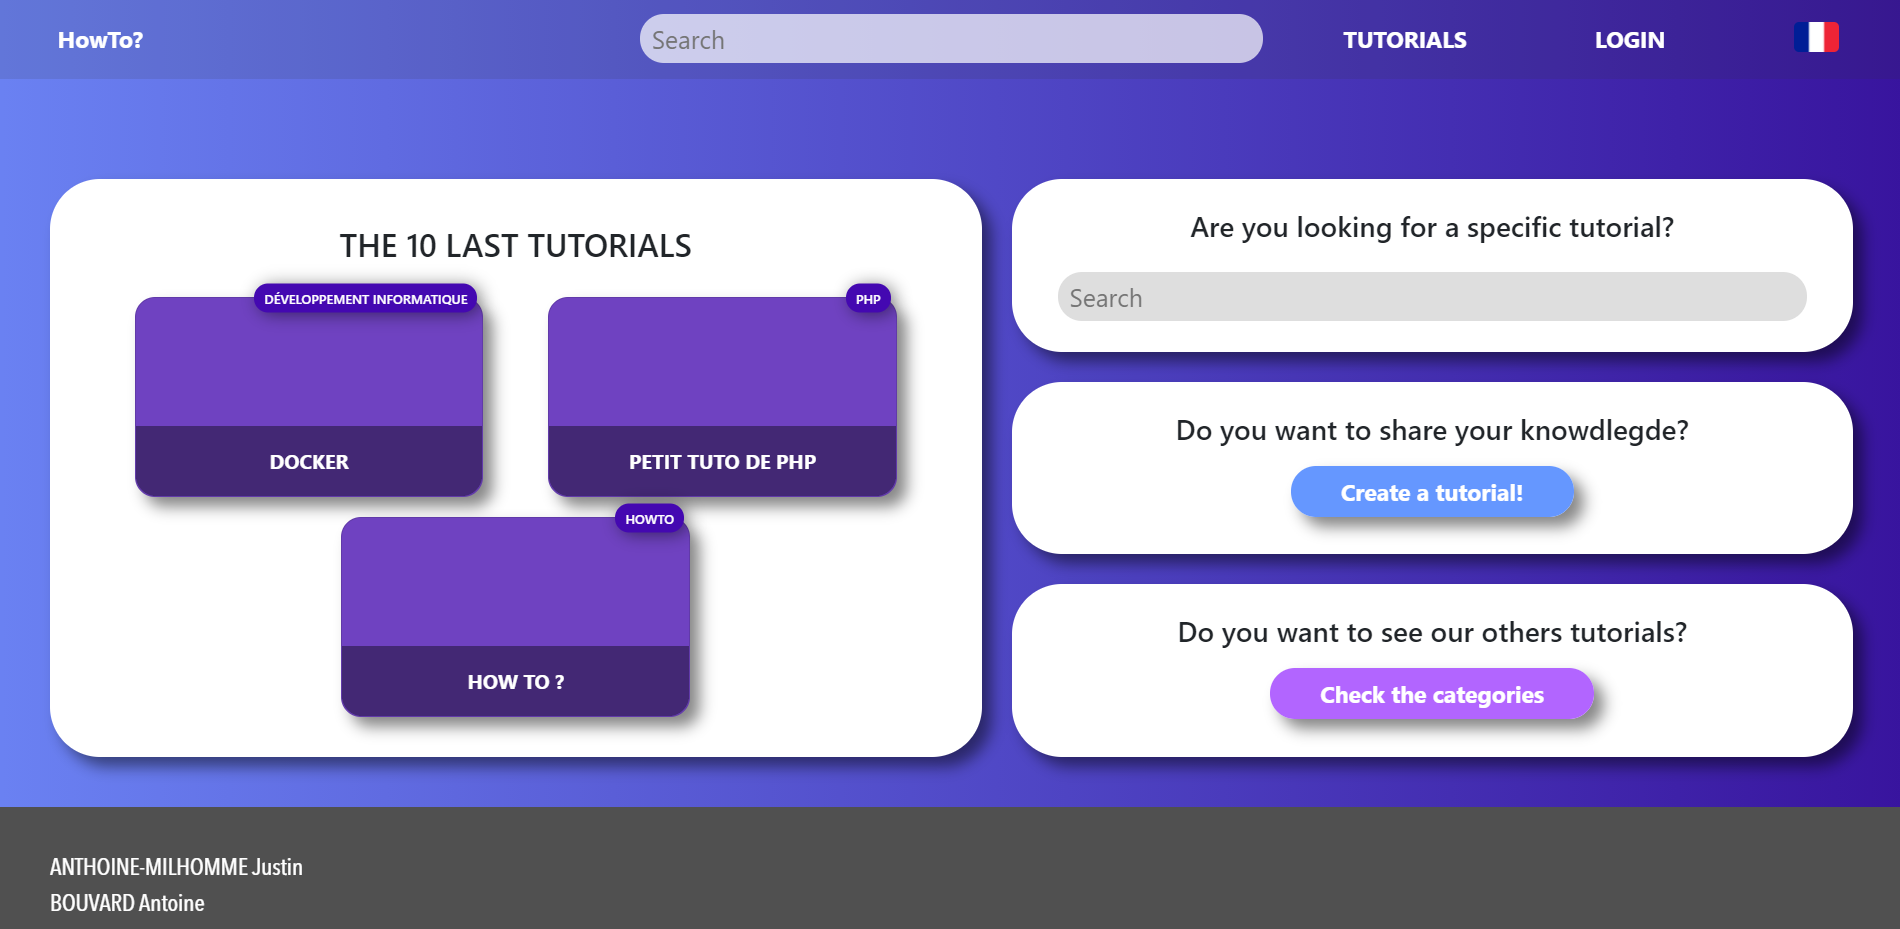 HowTo?
Search
TUTORIALS
LOGIN
THE 10 LAST TUTORIALS
DÉVELOPPEMENT INFORMATIQUE
DOCKER
PHP
PETIT TUTO DE PHP
HOWTO
HOW TO ?
Are you looking for a specific tutorial?
Search
Do you want to share your knowdlegde?
Create a tutorial!
Do you want to see our others tutorials?
Check the categories
ANTHOINE-MILHOMME Justin
BOUVARD Antoine